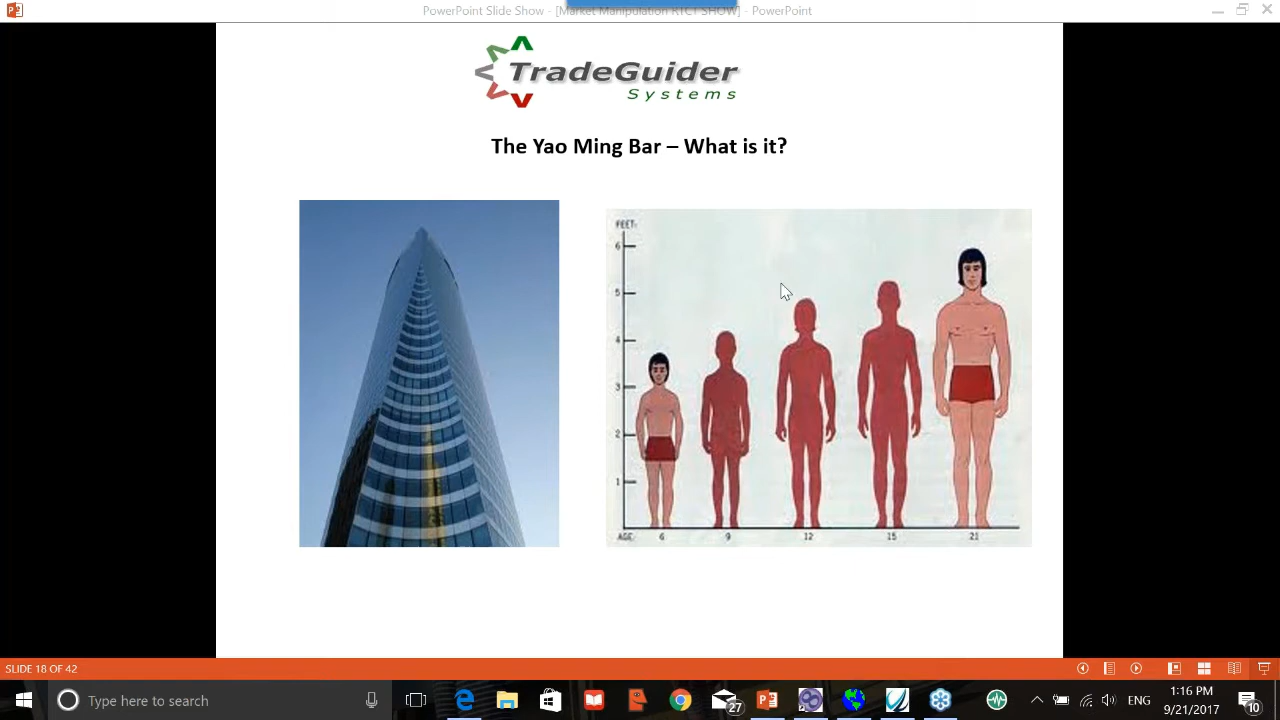 PowerPoint Slide Show - [Market Manipulation RTCT SHOW] - PowerPoint
TradeGuider
Systems
The Yao Ming Bar – What is it?
FEET:
6
5
4
3
2
1
AGE: 6 9 12 15 21
SLIDE 18 OF 42
Type here to search
27
ENG
:16 PM
9/21/2017
10